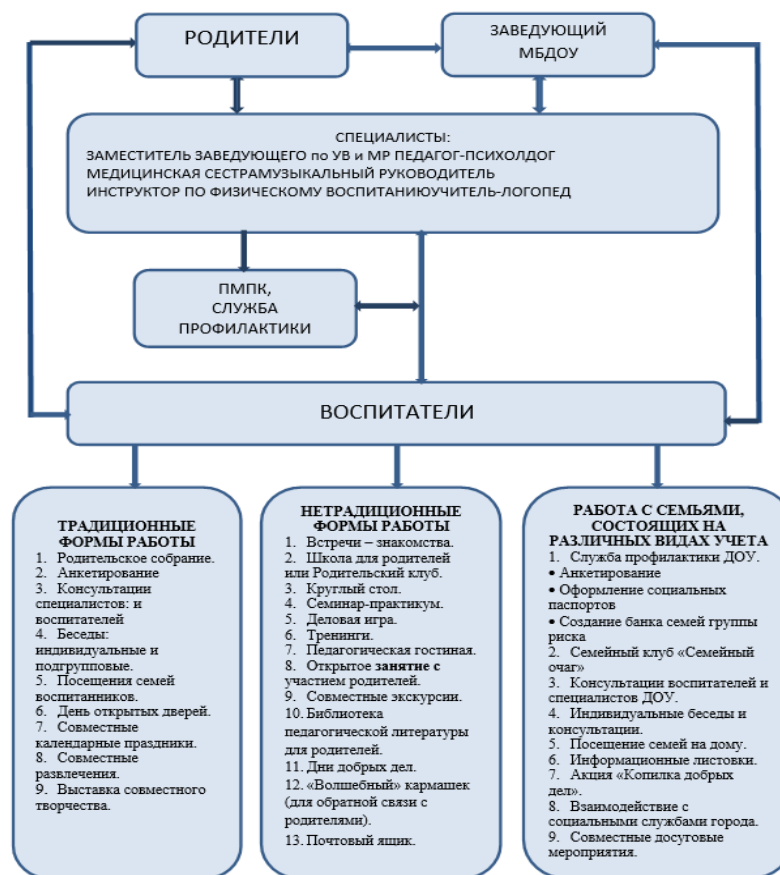 РОДИТЕЛИ
ЗАВЕДУЮЩИЙ
МБДОУ
СПЕЦИАЛИСТЫ:
ЗАМЕСТИТЕЛЬ ЗАВЕДУЮЩЕГО по УВ и МР ПЕДАГОГ-ПСИХОЛДОГ
МЕДИЦИНСКАЯ СЕСТРАМУЗЫКАЛЬНЫЙ РУКОВОДИТЕЛЬ
ИНСТРУКТОР ПО ФИЗИЧЕСКОМУ ВОСПИТАНИЮУЧИТЕЛЬ-ЛОГОПЕД
ПМПК,
СЛУЖБА
ПРОФИЛАКТИКИ
ВОСПИТАТЕЛИ
ТРАДИЦИОННЫЕ
ФОРМЫ РАБОТЫ
1. Родительское собрание.
2. Анкетирование
3. Консультации
специалистов: и
воспитателей
4. Беседы:
индивидуальные и
подгрупповые.
5. Посещения семей
воспитанников.
6. День открытых дверей.
7. Совместные
календарные праздники.
8. Совместные
развлечения.
9. Выставка совместного
творчества.
НЕТРАДИЦИОННЫЕ
ФОРМЫ РАБОТЫ
1. Встречи – знакомства.
2. Школа для родителей
или Родительский клуб.
3. Круглый стол.
4. Семинар-практикум.
5. Деловая игра.
6. Тренинги.
7. Педагогическая гостиная.
8. Открытое занятие с
участием родителей.
9. Совместные экскурсии.
10. Библиотека
педагогической литературы
для родителей.
11. Дни добрых дел.
12. «Волшебный» кармашек
(для обратной связи с
родителями).
13. Почтовый ящик.
РАБОТА С СЕМЬЯМИ,
СОСТОЯЩИХ НА
РАЗЛИЧНЫХ ВИДАХ УЧЕТА
1. Служба профилактики ДОУ.
• Анкетирование
• Оформление социальных
паспортов
• Создание банка семей группы
риска
2. Семейный клуб «Семейный
очаг»
3. Консультации воспитателей и
специалистов ДОУ.
4. Индивидуальные беседы и
консультации.
5. Посещение семей на дому.
6. Информационные листовки.
7. Акция «Копилка добрых
дел».
8. Взаимодействие с
социальными службами города.
9. Совместные досуговые
мероприятия.